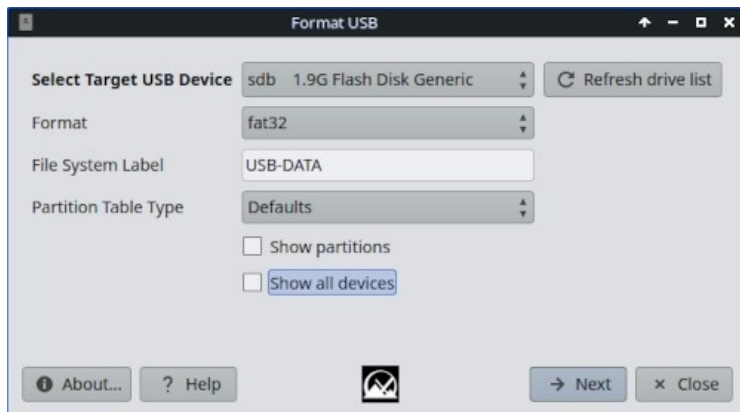 Format USB
Select Target USB Device sdb 1.9G Flash Disk Generic Refresh drive list
Format fat32
File System Label USB-DATA
Partition Table Type Defaults
Show partitions
Show all devices
About... ? Help Next Close